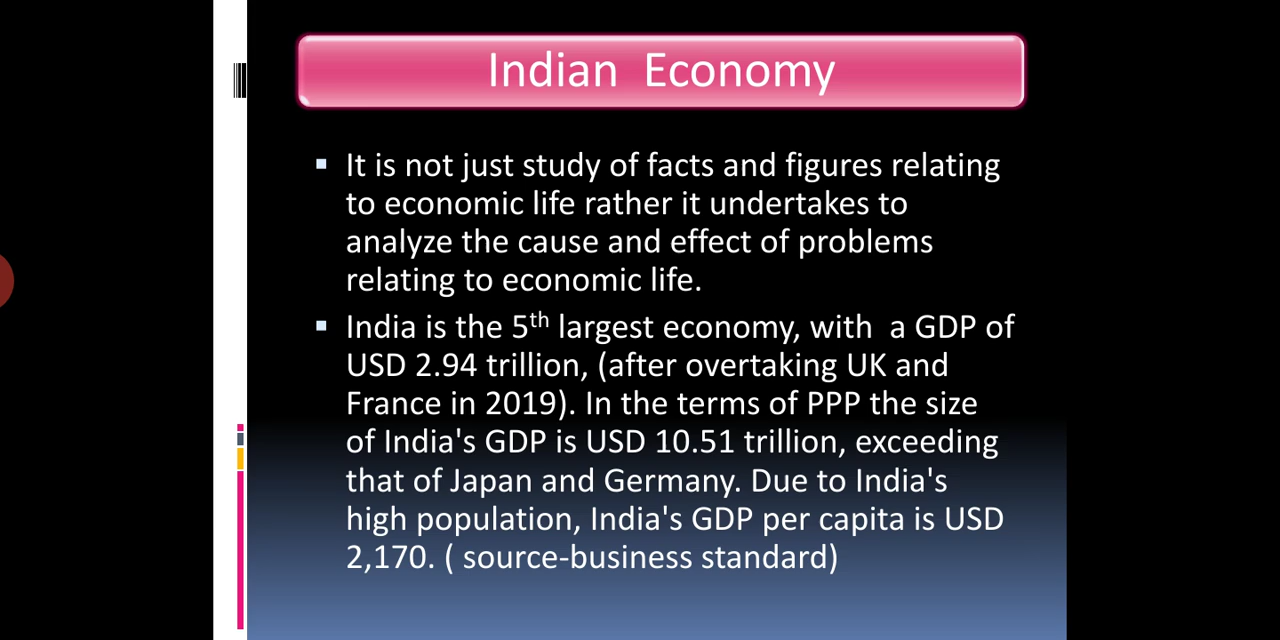 Indian Economy
It is not just study of facts and figures relating
to economic life rather it undertakes to
analyze the cause and effect of problems
relating to economic life.
India is the 5th largest economy, with a GDP of
USD 2.94 trillion, (after overtaking UK and
France in 2019). In the terms of PPP the size
of India's GDP is USD 10.51 trillion, exceeding
that of Japan and Germany. Due to India's
high population, India's GDP per capita is USD
2,170. ( source-business standard)